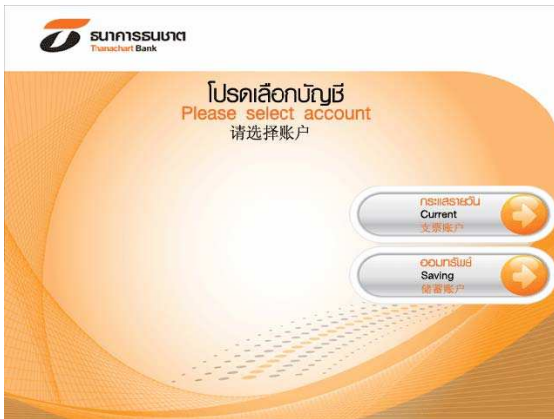 ธนาคารธนชาต
Thanachart Bank
โปรดเลือกบัญชี
Please select account
请选择账户
กระแสรายวัน
Current
支票账户
ออมทรัพย์
Saving
储蓄账户